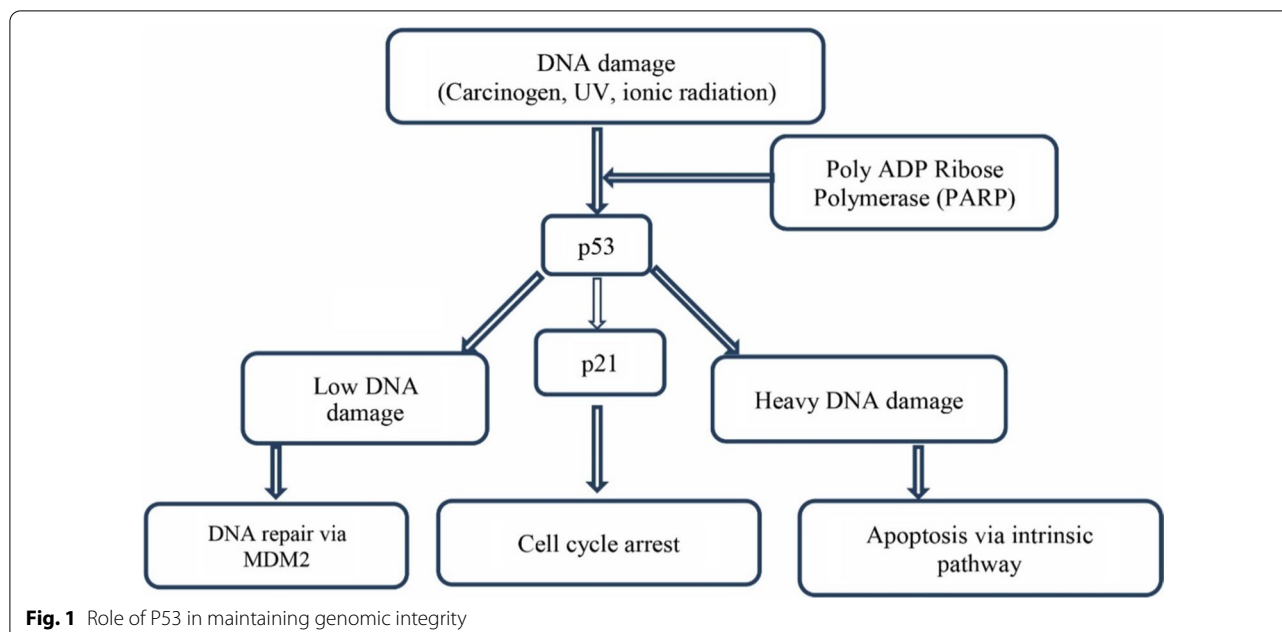 DNA damage
(Carcinogen, UV, ionic radiation)
Poly ADP Ribose
Polymerase (PARP)
p53
p21
Low DNA
damage
Heavy DNA damage
DNA repair via
MDM2
Cell cycle arrest
Apoptosis via intrinsic
pathway
Fig. 1 Role of P53 in maintaining genomic integrity